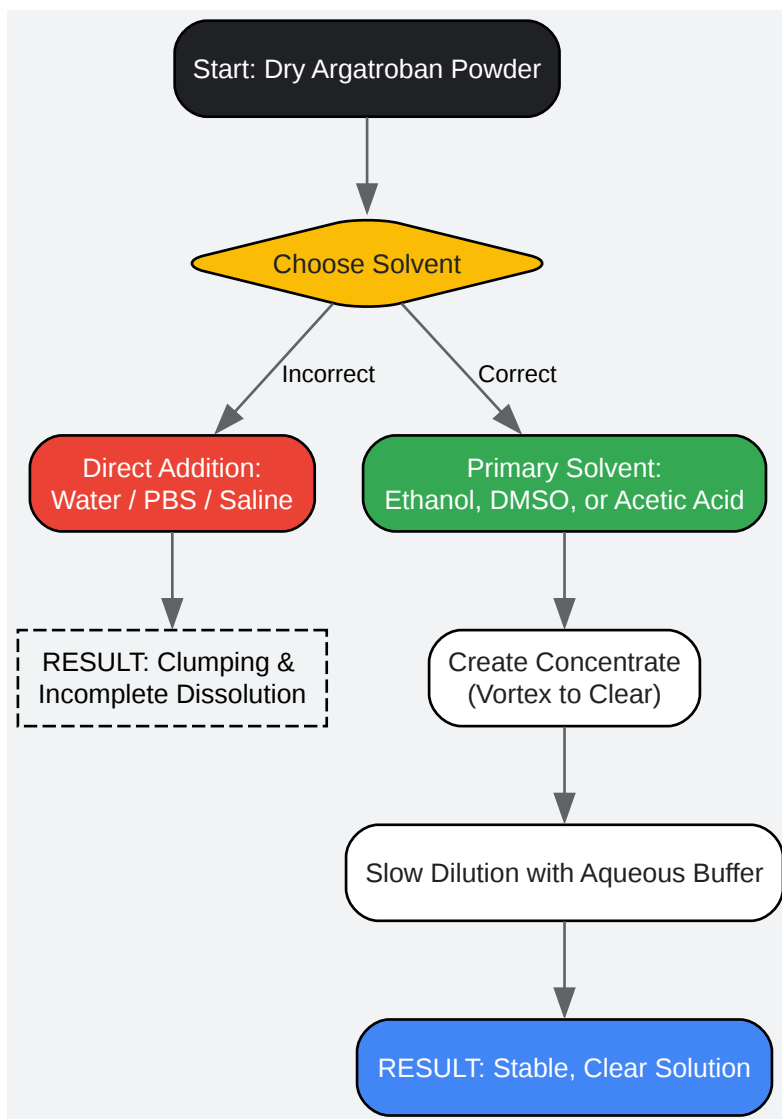 Start: Dry Argatroban Powder
Choose Solvent
Incorrect
Correct
Direct Addition:
Water / PBS / Saline
Primary Solvent:
Ethanol, DMSO, or Acetic Acid
RESULT: Clumping &
Incomplete Dissolution
Create Concentrate
(Vortex to Clear)
Slow Dilution with Aqueous Buffer
RESULT: Stable, Clear Solution